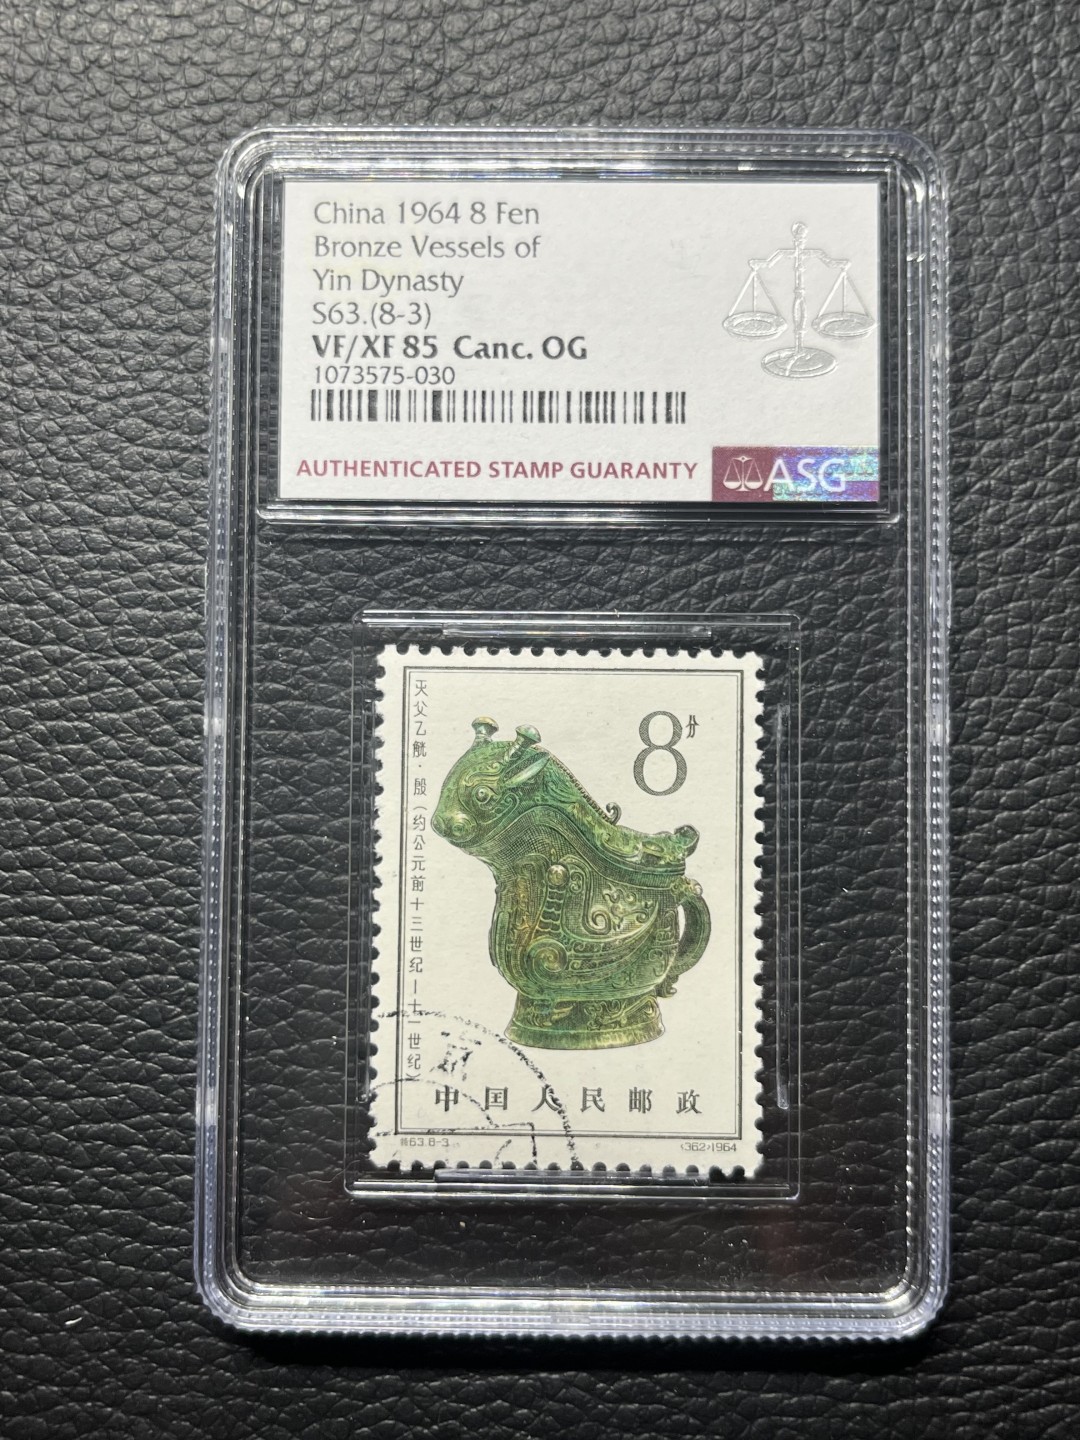 China 1964 8 Fen
Bronze Vessels of
Yin Dynasty
S63.(8-3)
VF/XF 85 Canc. OG
1073575-030
AUTHENTICATED STAMP GUARANTY
ASG
8分
父乙觥·殷（约公元前十三世纪—十一世纪）
中国人民邮政
特63.8-3
(362)1964